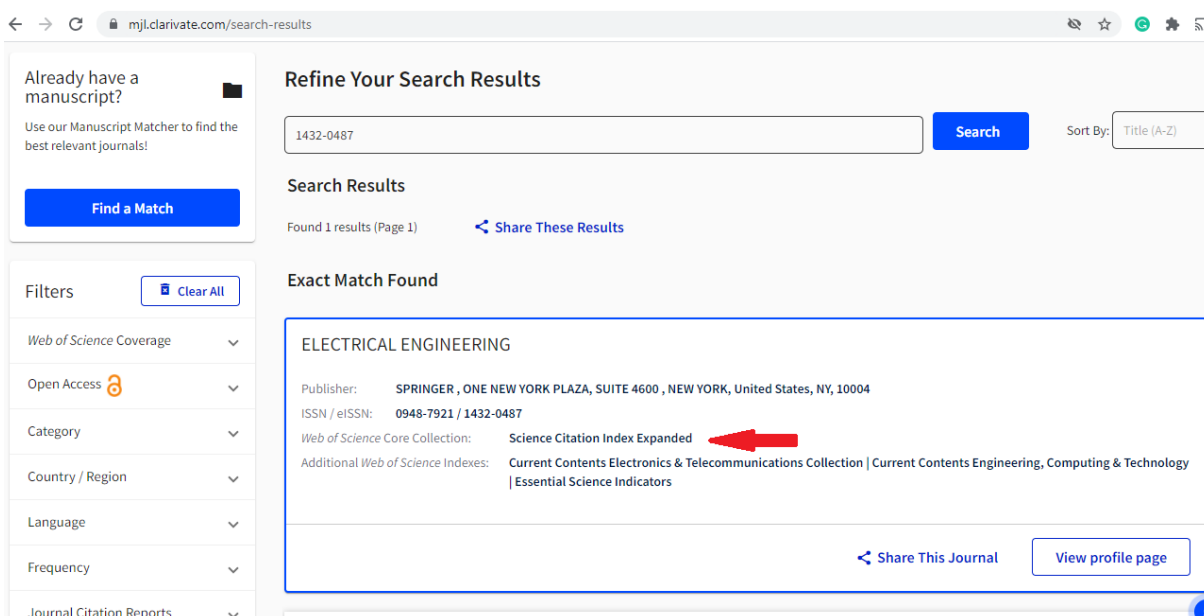 mjl.clarivate.com/search-results
Already have a
manuscript?
Use our Manuscript Matcher to find the
best relevant journals!
Find a Match
Filters
Clear All
Web of Science Coverage
Open Access
Category
Country / Region
Language
Frequency
Journal Citation Reports
Refine Your Search Results
1432-0487
Search
Sort By:
Title (A-Z)
Search Results
Found 1 results (Page 1)
Share These Results
Exact Match Found
ELECTRICAL ENGINEERING
Publisher: SPRINGER , ONE NEW YORK PLAZA, SUITE 4600 , NEW YORK, United States, NY, 10004
ISSN / eISSN: 0948-7921 / 1432-0487
Web of Science Core Collection: Science Citation Index Expanded
Additional Web of Science Indexes: Current Contents Electronics & Telecommunications Collection | Current Contents Engineering, Computing & Technology
| Essential Science Indicators
Share This Journal
View profile page